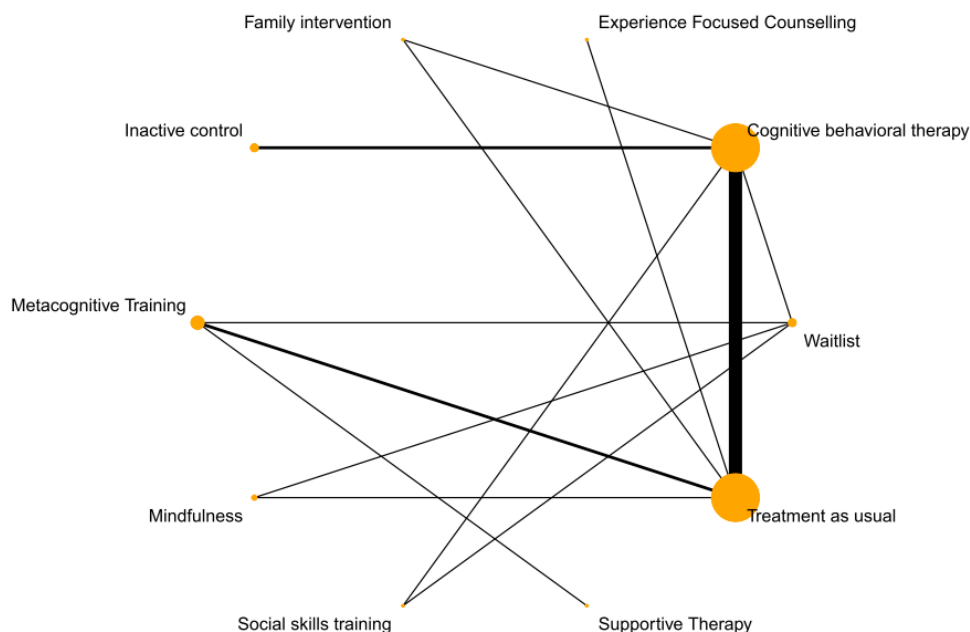 Family intervention
Experience Focused Counselling
Inactive control
Cognitive behavioral therapy
Metacognitive Training
Waitlist
Mindfulness
Treatment as usual
Social skills training
Supportive Therapy